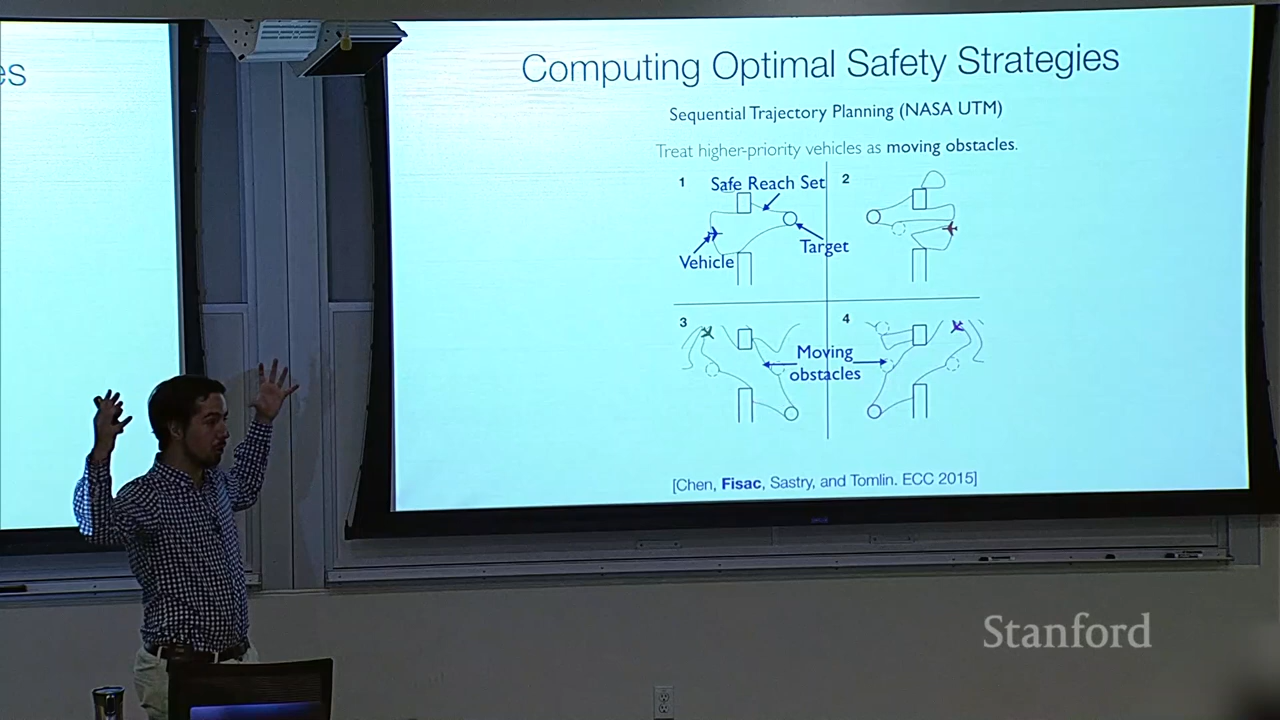 es
Computing Optimal Safety Strategies
Sequential Trajectory Planning (NASA UTM)
Treat higher-priority vehicles as moving obstacles.
1
Safe Reach Set
2
Vehicle
Target
3
4
Moving
obstacles
[Chen, Fisac, Sastry, and Tomlin. ECC 2015]
Stanford